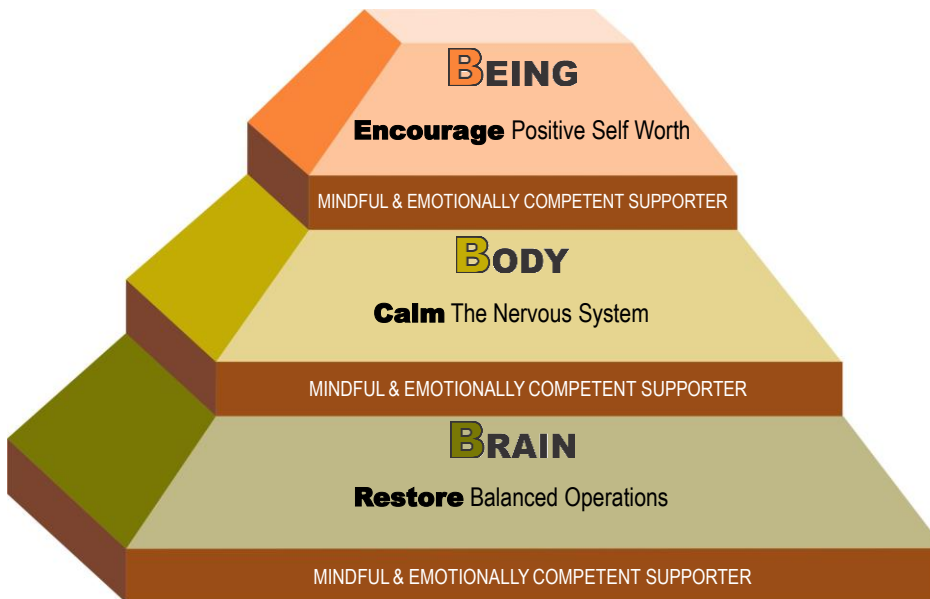 BEING
Encourage Positive Self Worth
MINDFUL & EMOTIONALLY COMPETENT SUPPORTER
BODY
Calm The Nervous System
MINDFUL & EMOTIONALLY COMPETENT SUPPORTER
BRAIN
Restore Balanced Operations
MINDFUL & EMOTIONALLY COMPETENT SUPPORTER